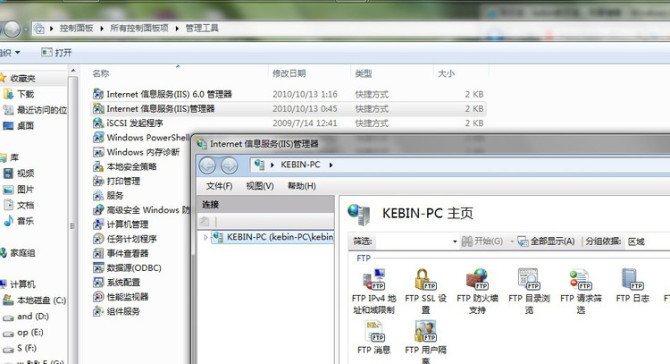 控制面板 ▸ 所有控制面板项 ▸ 管理工具
组织 打开
名称 修改日期 类型 大小
收藏夹
下载
最近访问的位
桌面
库
视频
图片
文档
音乐
家庭组
计算机
本地磁盘 (C:)
and (D:)
op (E:)
S (F:)
Internet 信息服务(IIS) 6.0 管理器 2010/10/13 1:16 快捷方式 2 KB
Internet 信息服务(IIS)管理器 2010/10/13 0:45 快捷方式 2 KB
iSCSI 发起程序 2009/7/14 12:41 快捷方式 2 KB
Windows PowerShell
Windows 内存诊断
本地安全策略
打印管理
服务
高级安全 Windows 防
计算机管理
任务计划程序
事件查看器
数据源(ODBC)
系统配置
性能监视器
组件服务
Internet 信息服务(IIS)管理器
KEBIN-PC
文件(F) 视图(V) 帮助(H)
连接
KEBIN-PC (kebin-PC\kebin
KEBIN-PC 主页
筛选: 开始(G) 全部显示(A) 分组依据: 区域
FTP
FTP IPv4 地址和域限制
FTP SSL 设置
FTP 防火墙支持
FTP 目录浏览
FTP 请求筛选
FTP 日志
FTP 消息
FTP 用户隔离